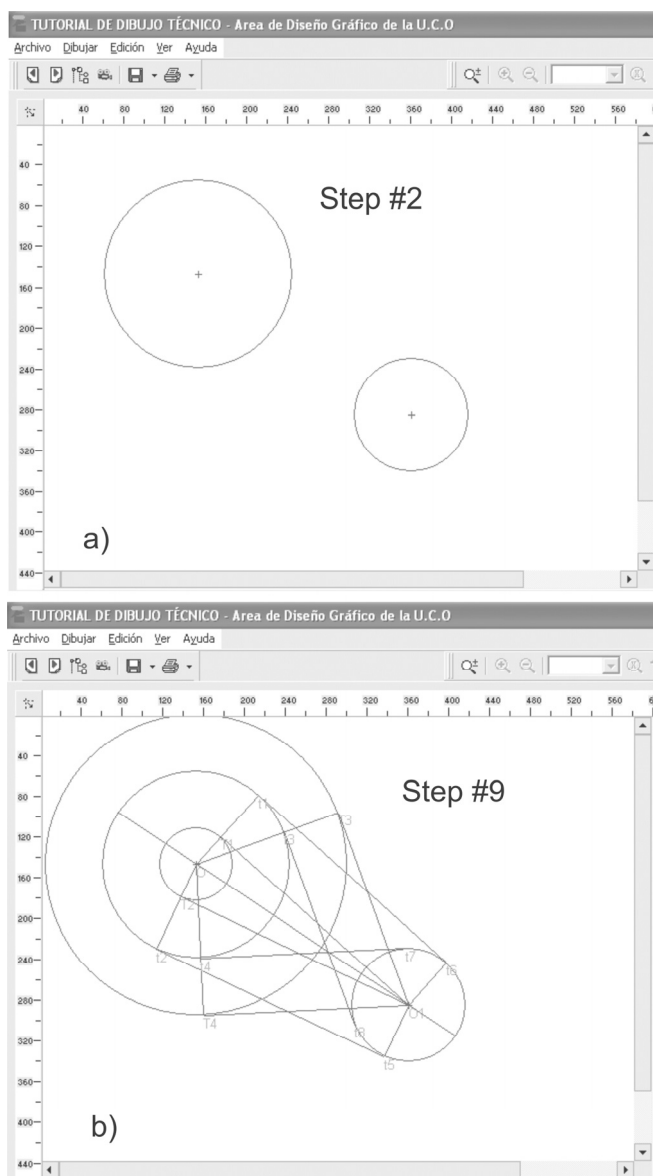 TUTORIAL DE DIBUJO TÉCNICO - Area de Diseño Gráfico de la U.C.O
Archivo Dibujar Edición Ver Ayuda
40 80 120 160 200 240 280 320 360 400 440 480 520 560
40
80
120
160
200
240
280
320
360
400
440
Step #2
a)
TUTORIAL DE DIBUJO TÉCNICO - Area de Diseño Gráfico de la U.C.O
Archivo Dibujar Edición Ver Ayuda
40 80 120 160 200 240 280 320 360 400 440 480 520 560
40
80
120
160
200
240
280
320
360
400
440
Step #9
t1
T3
t3
T1
O
T2
t2
t4
t7
t6
T4
O1
t8
t5
b)